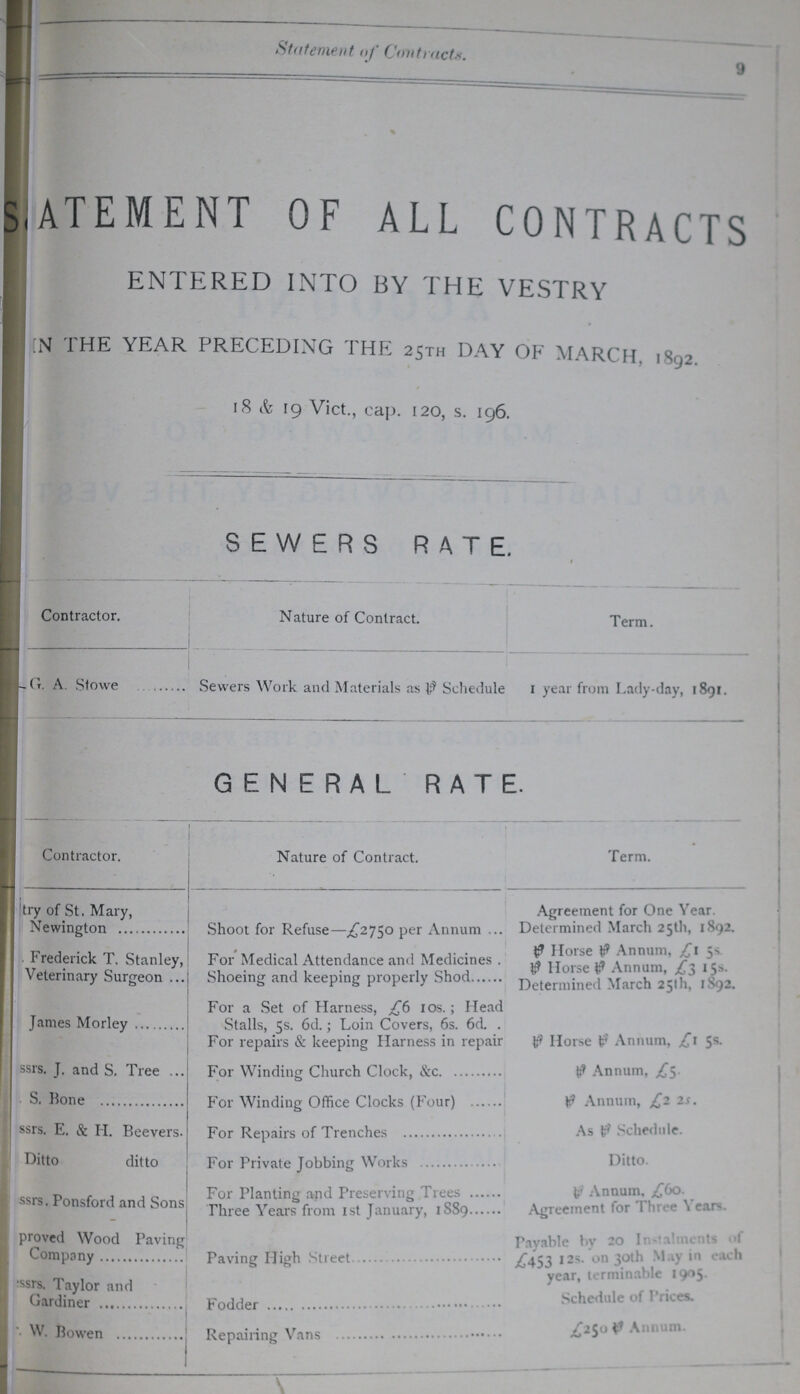 Statement of Contracts.
9
ATEMENT OF ALL CONTRACTS
ENTERED INTO BY THE VESTRY
IN THE YEAR PRECEDING THE 25TH DAY OF MARCH, 1892.
18 & 19 Vict., cap. 120, s. 196.
SEWERS RATE.
Contractor. Nature of Contract. Term.
G. A. Stowe ......... Sewers Work and Materials as ⅌ Schedule 1 year from Lady-day, 1891.
GENERAL RATE.
Contractor. Nature of Contract. Term.
try of St. Mary, Agreement for One Year.
Newington ............ Shoot for Refuse—£2750 per Annum ... Determined March 25th, 1892.
Frederick T. Stanley, For Medical Attendance and Medicines . ⅌ Horse ⅌ Annum, £1 5s.
Veterinary Surgeon ... Shoeing and keeping properly Shod...... ⅌ Horse ⅌ Annum, £3 15s.
Determined March 25th, 1892.
For a Set of Harness, £6 10s.; Head
James Morley ......... Stalls, 5s. 6d.; Loin Covers, 6s. 6d. .
For repairs & keeping Harness in repair ⅌ Horse ⅌ Annum, £1 5s.
ssrs. J. and S. Tree ... For Winding Church Clock, &c. .......... ⅌ Annum, £5.
S. Bone ............... For Winding Office Clocks (Four) ...... ⅌ Annum, £2 2s.
ssrs. E. & H. Beevers. For Repairs of Trenches .................. As ⅌ Schedule.
Ditto ditto For Private Jobbing Works ............... Ditto.
For Planting and Preserving Trees ...... ⅌ Annum, £60.
ssrs. Ponsford and Sons Three Years from 1st January, 1889...... Agreement for Three Years.
proved Wood Paving Payable by 20 Instalments of
Company ............... Paving High Street........................... £453 12s. on 30th May in each
year, terminable 1905.
ssrs. Taylor and
Gardiner ............... Fodder ................................. Schedule of Prices.
W. Bowen ............ Repairing Vans .............................. £250 ⅌ Annum.